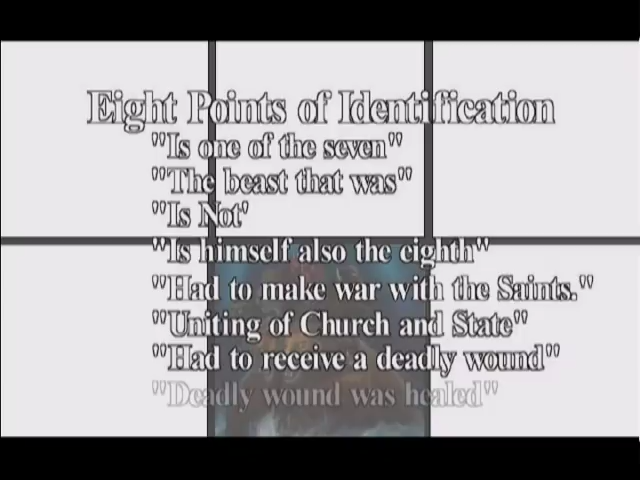 Eight Points of Identification
"Is one of the seven"
"The beast that was"
"Is Not'
"Is himself also the eighth"
"Had to make war with the Saints."
"Uniting of Church and State"
"Had to receive a deadly wound"
"Deadly wound was healed"